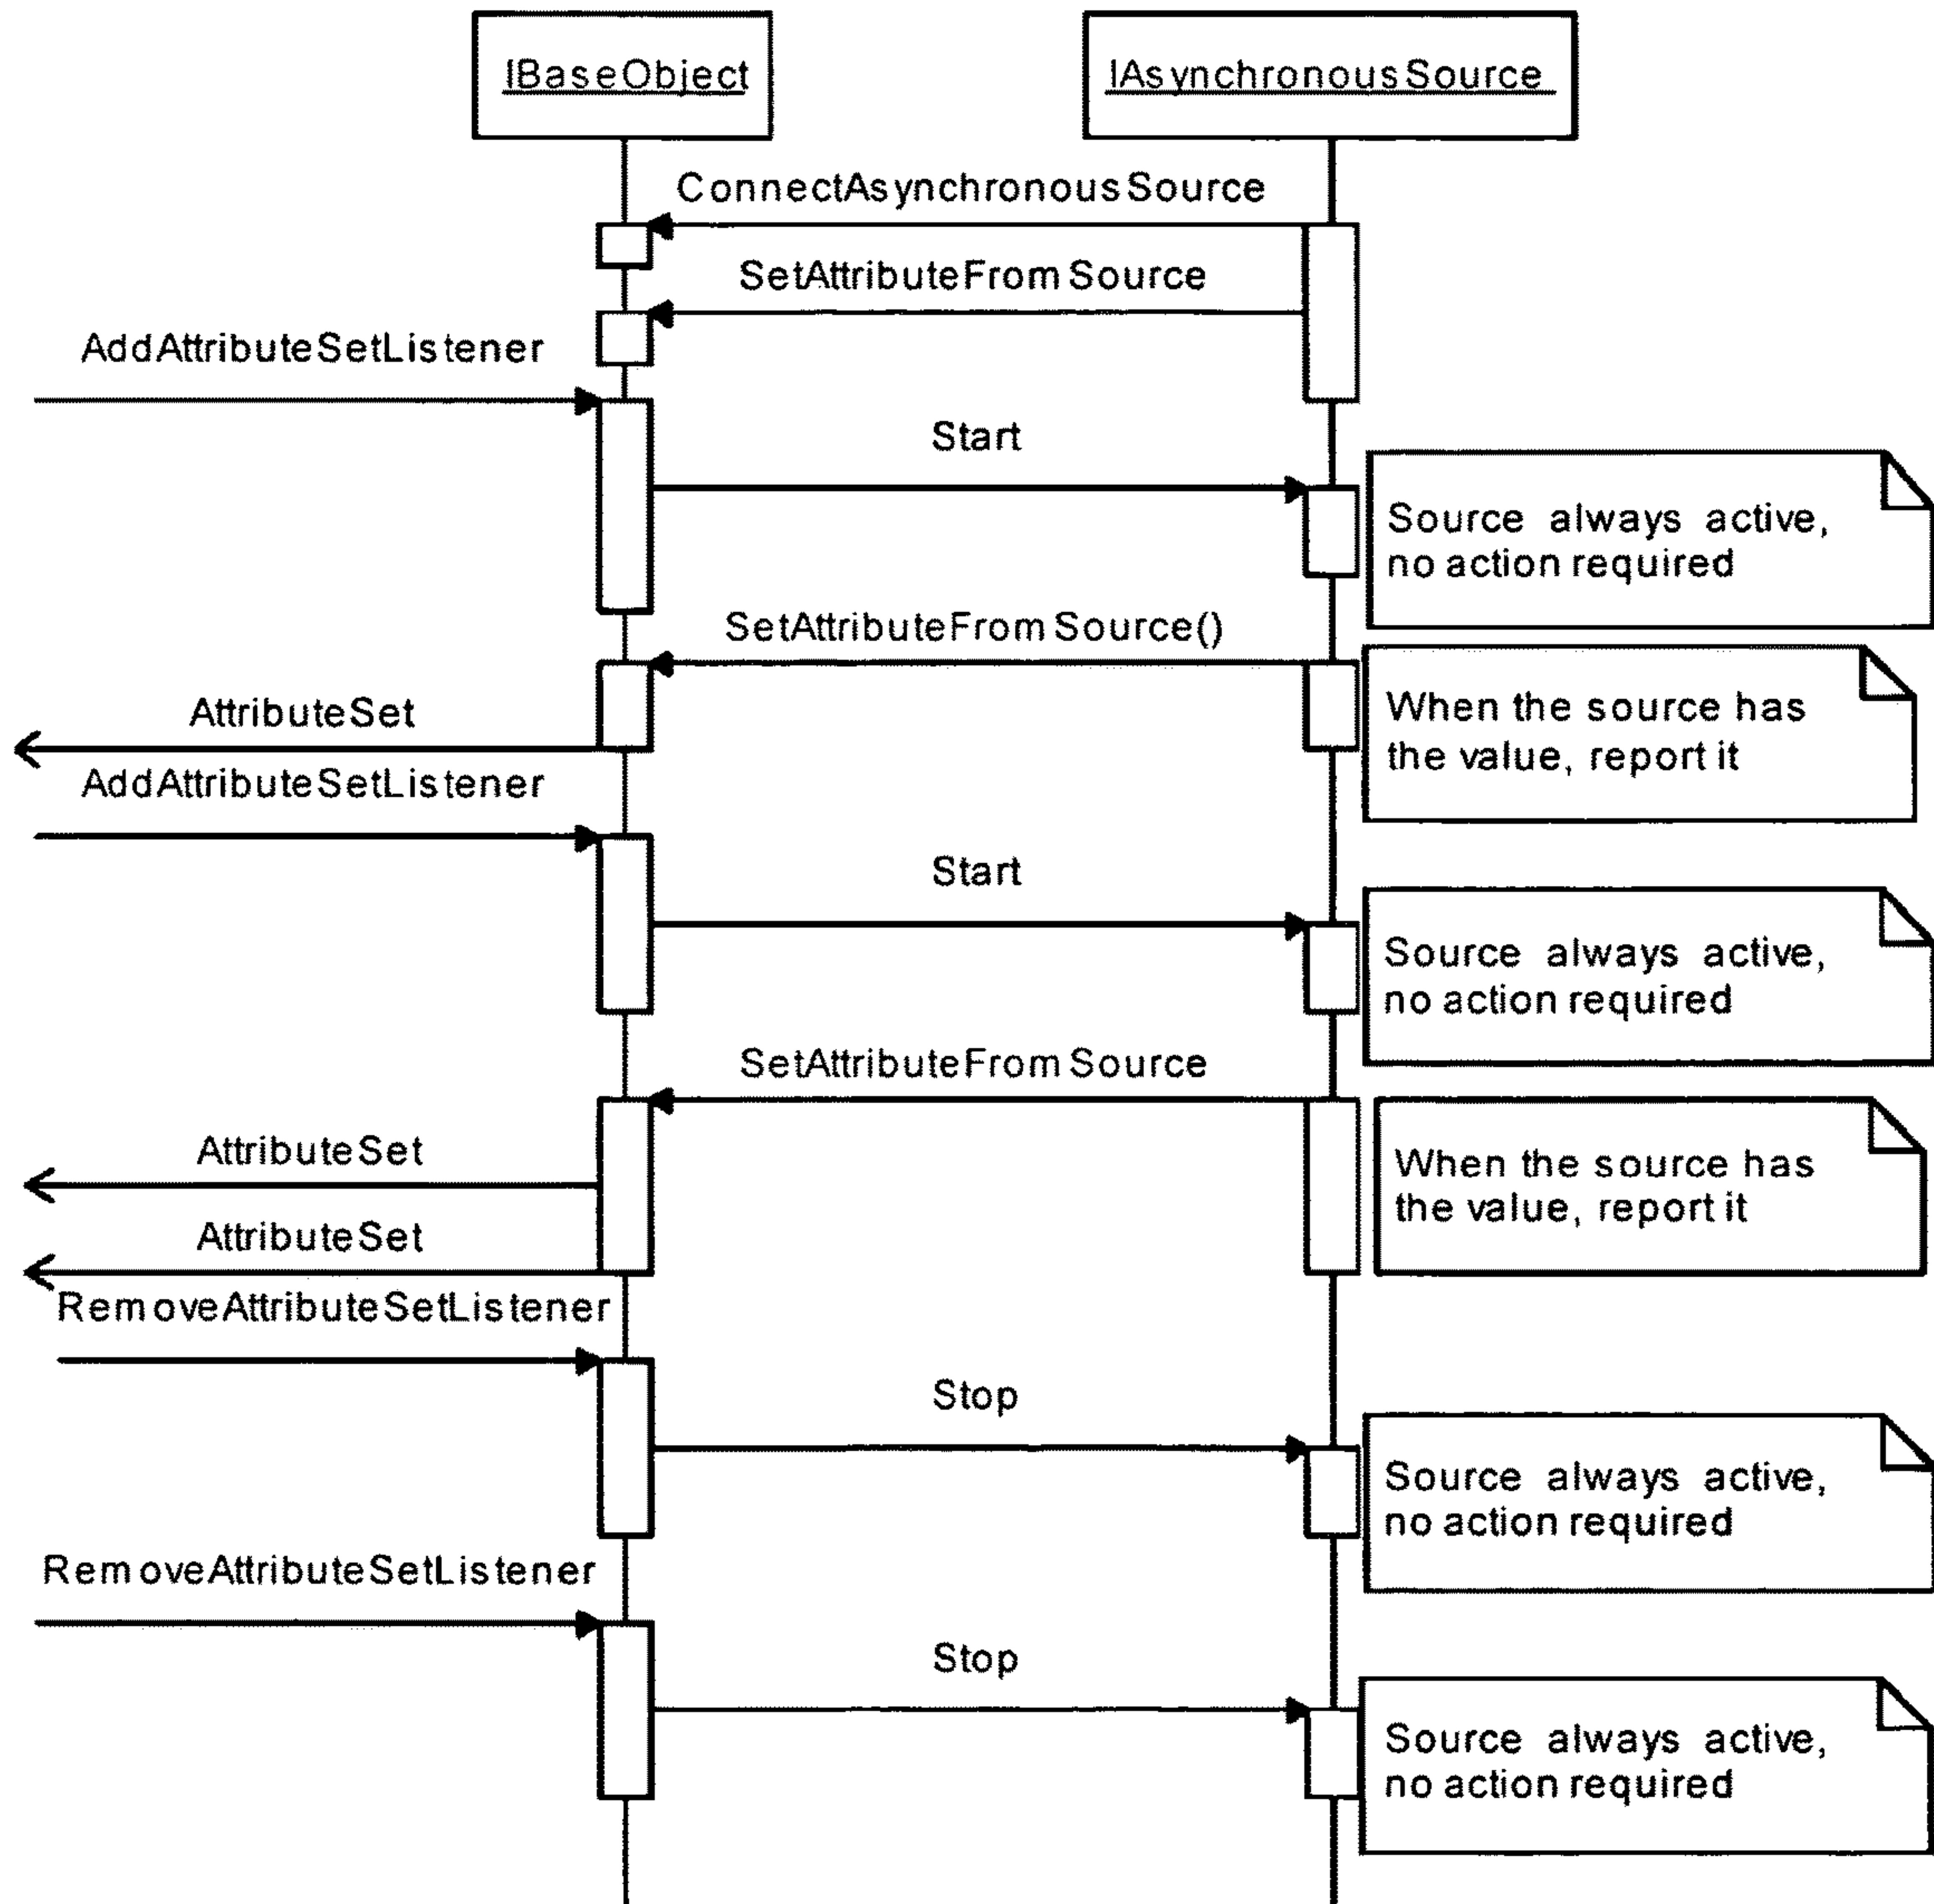 IBaseObject
IAsynchronousSource
ConnectAsynchronousSource
SetAttributeFromSource
AddAttributeSetListener
Start
Source always active,
no action required
SetAttributeFromSource()
When the source has
the value, report it
AttributeSet
AddAttributeSetListener
Start
Source always active,
no action required
SetAttributeFromSource
When the source has
the value, report it
AttributeSet
AttributeSet
RemoveAttributeSetListener
Stop
Source always active,
no action required
RemoveAttributeSetListener
Stop
Source always active,
no action required